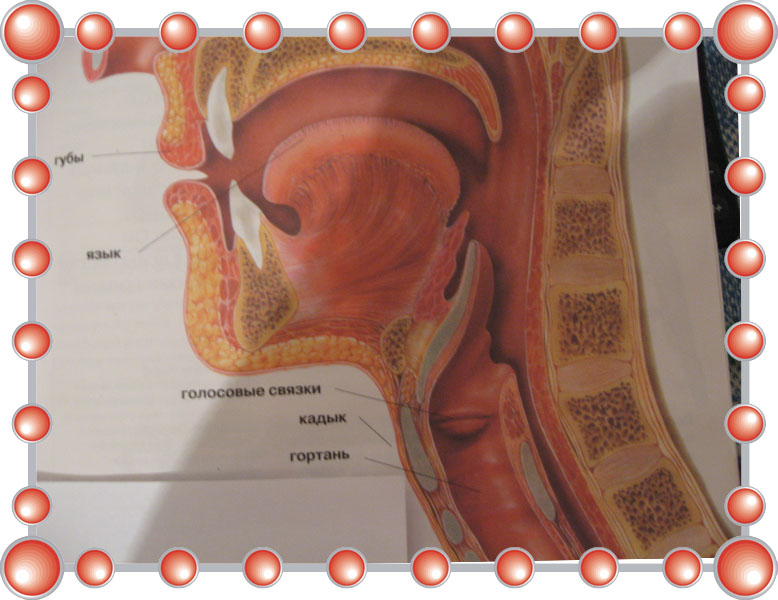 губы
язык
голосовые связки
кадык
гортань